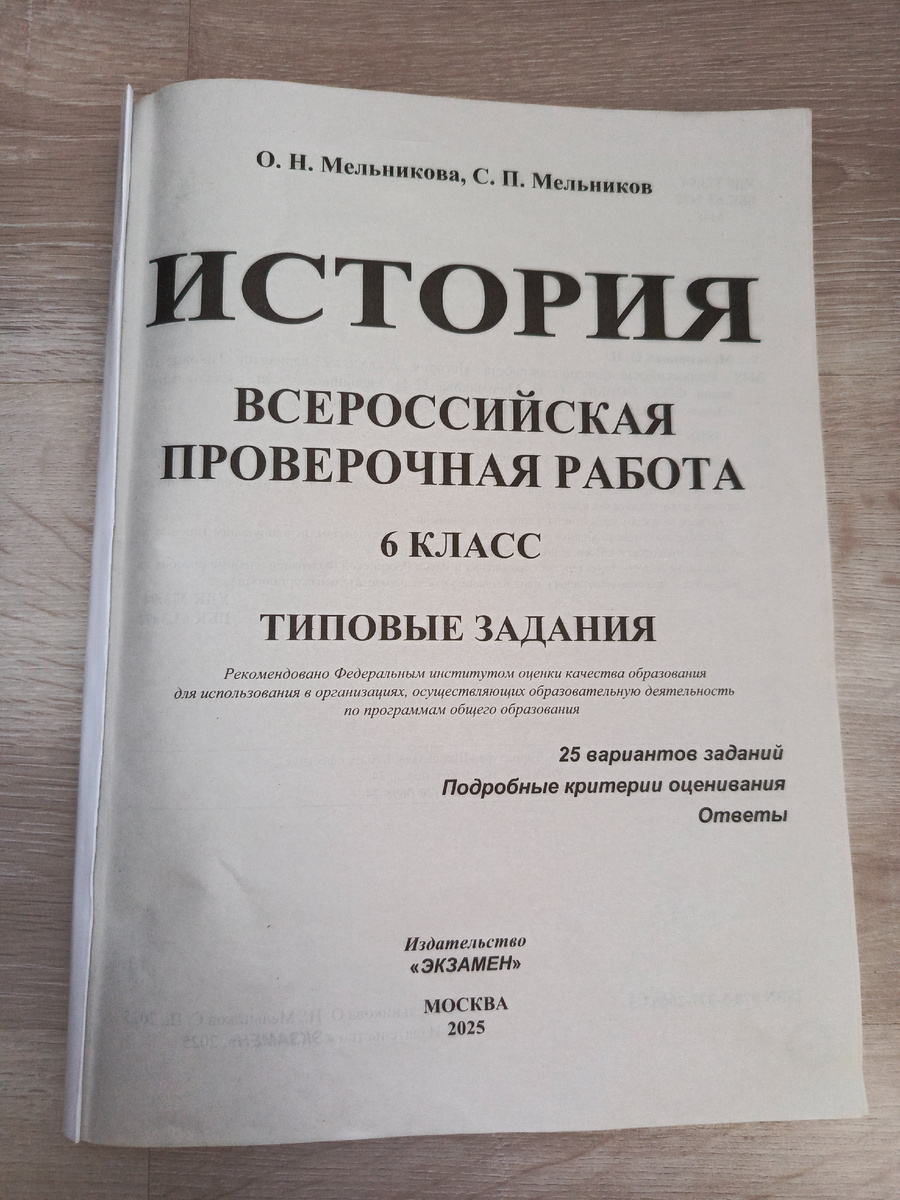 О. Н. Мельникова, С. П. Мельников
ИСТОРИЯ
ВСЕРОССИЙСКАЯ
ПРОВЕРОЧНАЯ РАБОТА
6 КЛАСС
ТИПОВЫЕ ЗАДАНИЯ
Рекомендовано Федеральным институтом оценки качества образования
для использования в организациях, осуществляющих образовательную деятельность
по программам общего образования
25 вариантов заданий
Подробные критерии оценивания
Ответы
Издательство
«ЭКЗАМЕН»
МОСКВА
2025